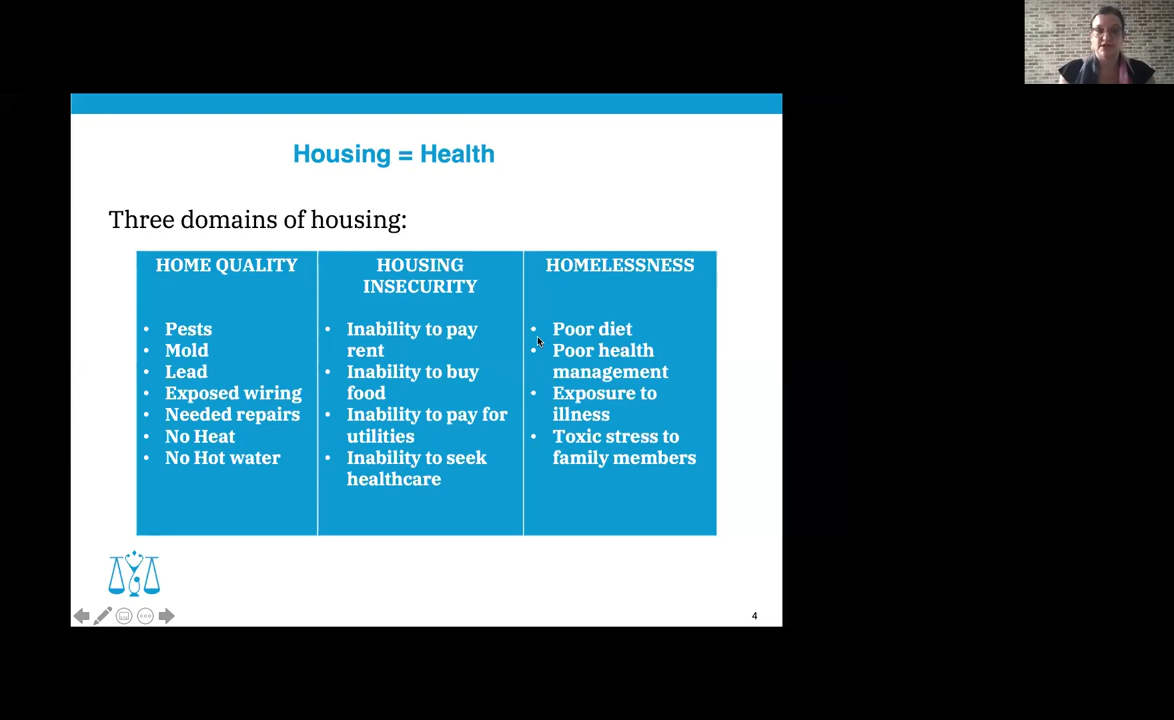 Housing = Health
Three domains of housing:
HOME QUALITY
• Pests
• Mold
• Lead
• Exposed wiring
• Needed repairs
• No Heat
• No Hot water
HOUSING
INSECURITY
• Inability to pay
rent
• Inability to buy
food
• Inability to pay for
utilities
• Inability to seek
healthcare
HOMELESSNESS
• Poor diet
• Poor health
management
• Exposure to
illness
• Toxic stress to
family members
4